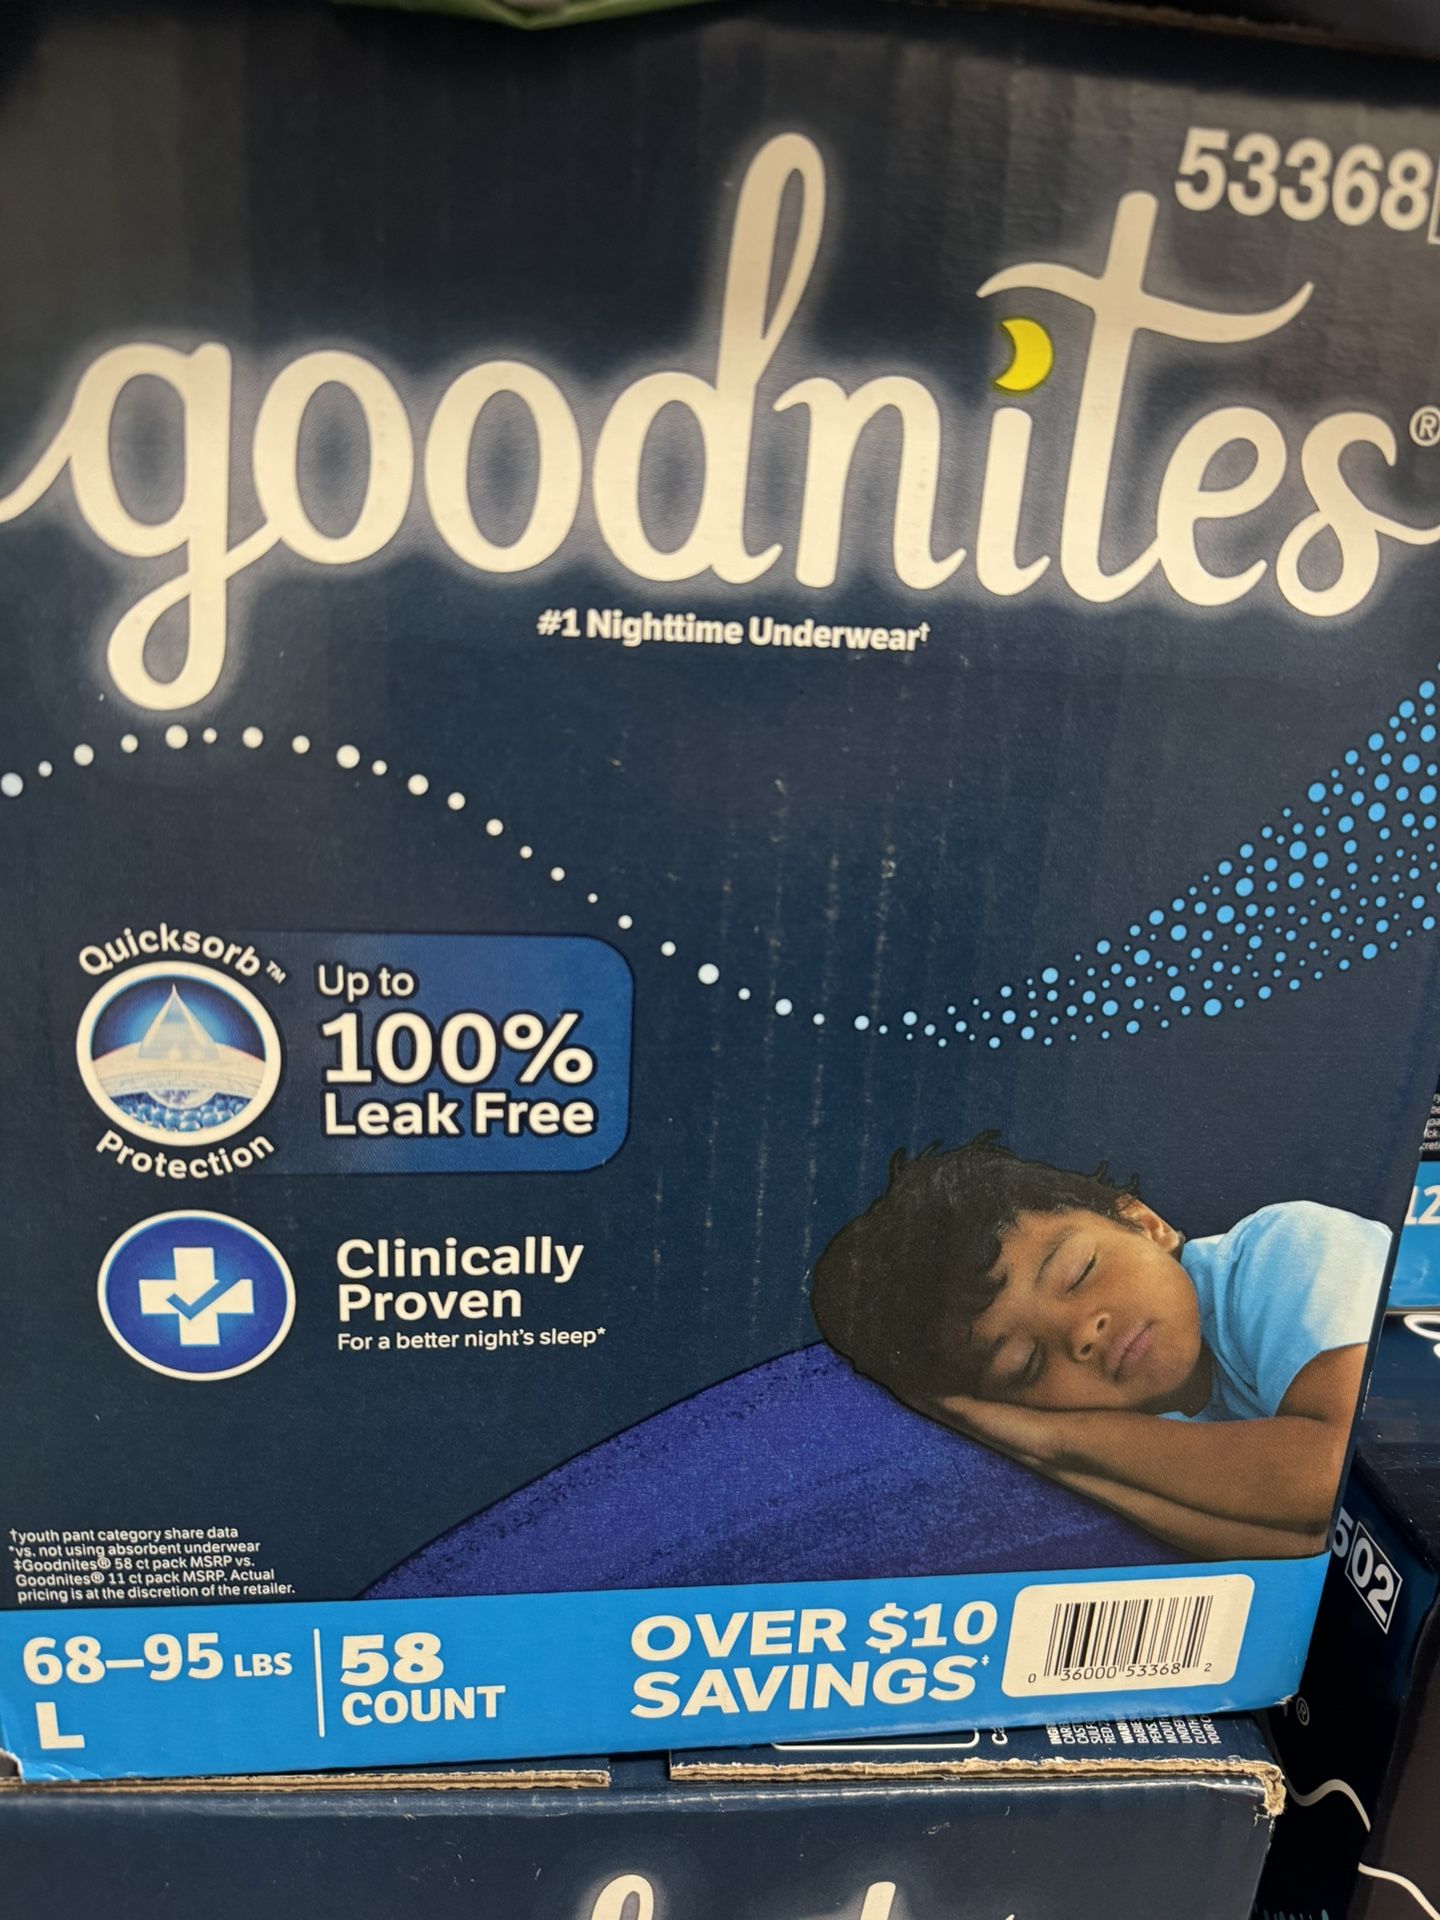 53368
goodnites®
#1 Nighttime Underwear†
Quicksorb™
Protection
Up to
100%
Leak Free
Clinically
Proven
For a better night's sleep*
†youth pant category share data
*vs. not using absorbent underwear
‡Goodnites® 58 ct pack MSRP vs.
Goodnites® 11 ct pack MSRP. Actual
pricing is at the discretion of the retailer.
68–95 LBS
L
58
COUNT
OVER $10
SAVINGS‡
0 36000 53368 2
02